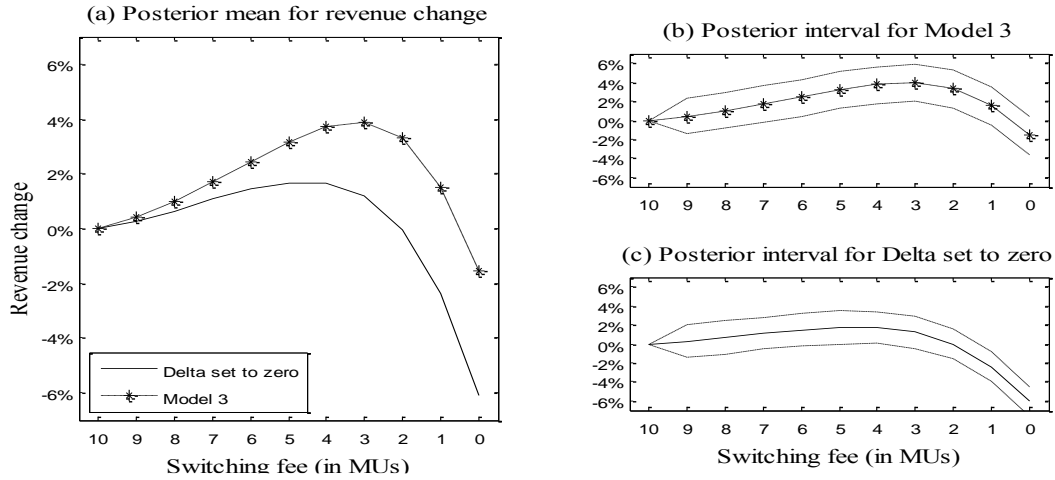 (a) Posterior mean for revenue change
6%
4%
2%
0%
-2%
-4%
-6%
Revenue change
Delta set to zero
Model 3
10 9 8 7 6 5 4 3 2 1 0
Switching fee (in MUs)
(b) Posterior interval for Model 3
6%
4%
2%
0%
-2%
-4%
-6%
10 9 8 7 6 5 4 3 2 1 0
(c) Posterior interval for Delta set to zero
6%
4%
2%
0%
-2%
-4%
-6%
10 9 8 7 6 5 4 3 2 1 0
Switching fee (in MUs)